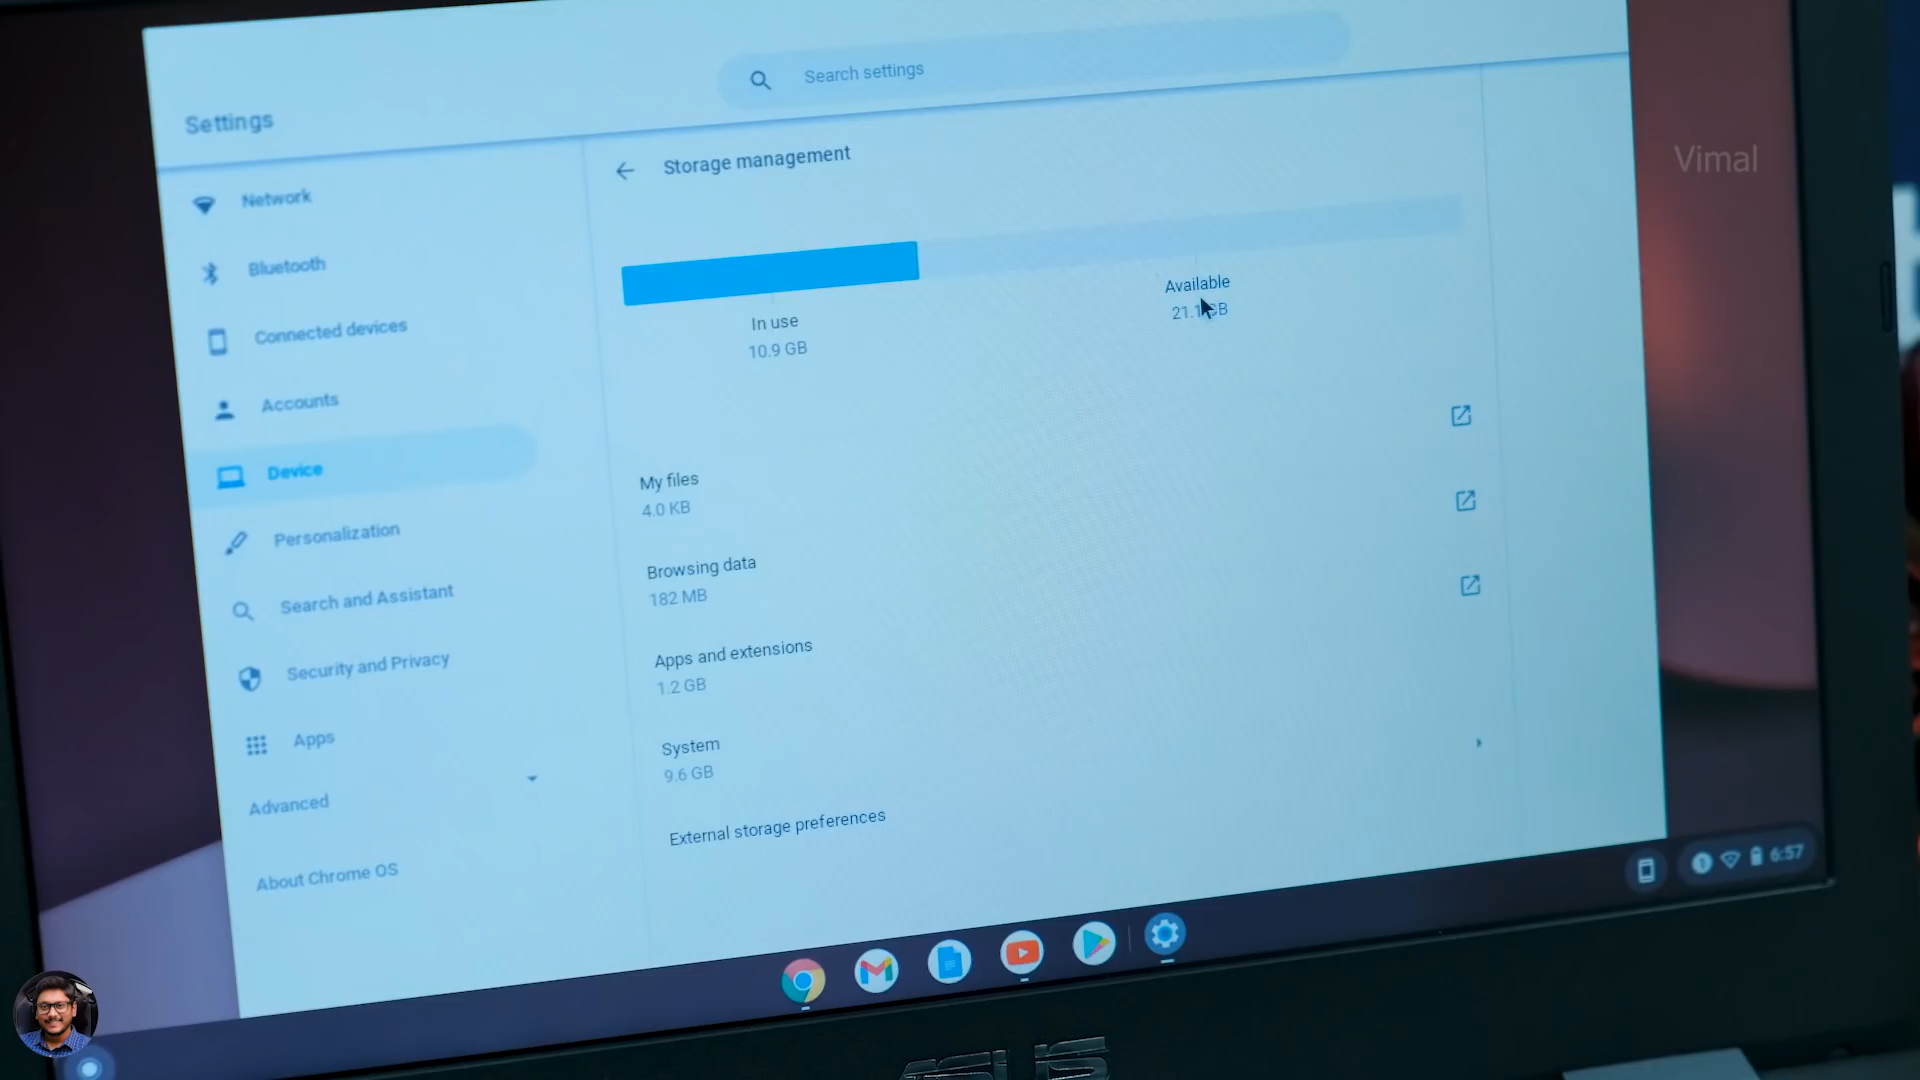 Search settings
Settings
Vimal
Storage management
Network
Bluetooth
Connected devices
Accounts
Device
Personalization
Search and Assistant
Security and Privacy
Apps
Advanced
About Chrome OS
In use
10.9 GB
Available
My files
4.0 KB
Browsing data
182 MB
Apps and extensions
1.2 GB
System
9.6 GB
External storage preferences
1
6:57
ASUS